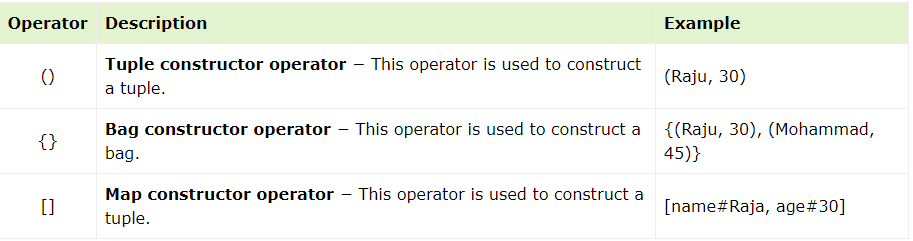 Operator Description Example
() Tuple constructor operator − This operator is used to construct
a tuple.
(Raju, 30)
{} Bag constructor operator − This operator is used to construct a
bag.
{(Raju, 30), (Mohammad,
45)}
[] Map constructor operator − This operator is used to construct a
tuple.
[name#Raja, age#30]